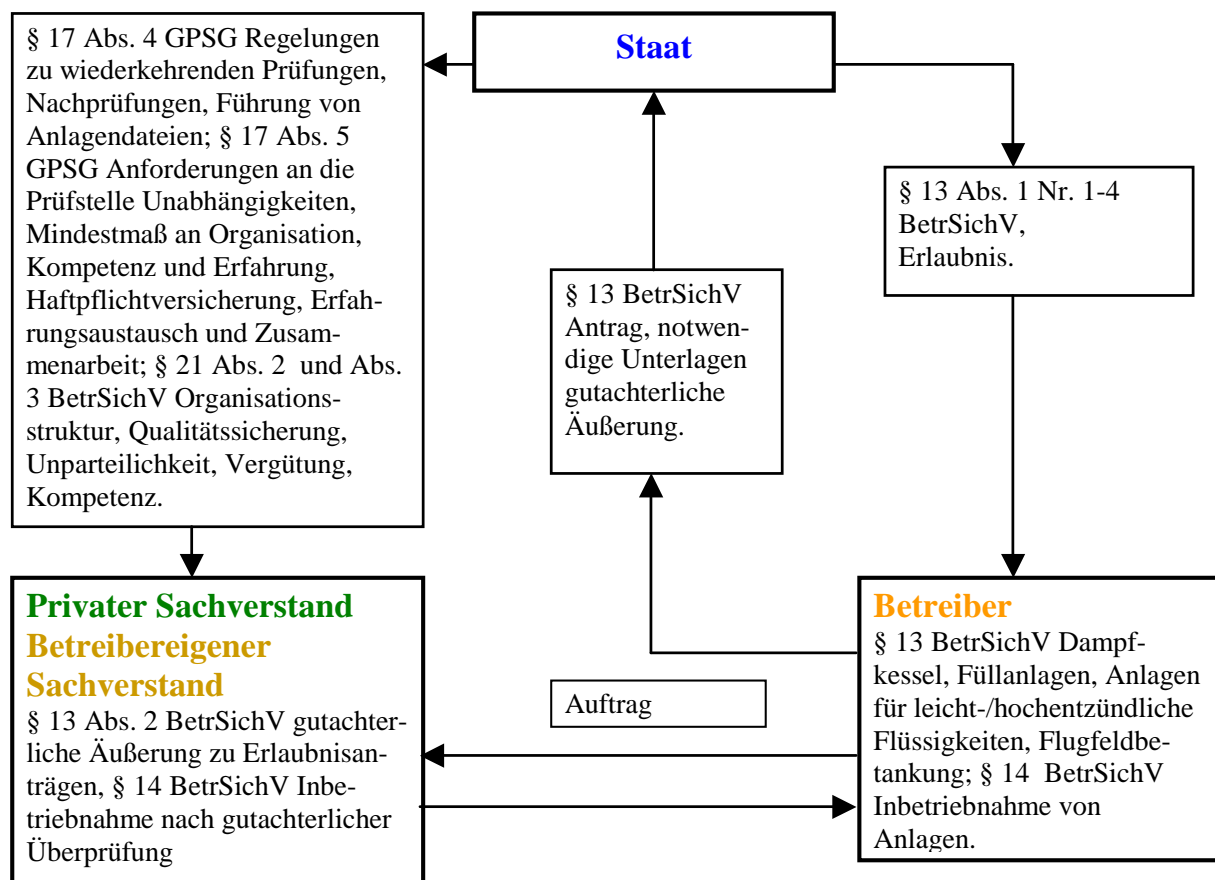 § 17 Abs. 4 GPSG Regelungen
zu wiederkehrenden Prüfungen,
Nachprüfungen, Führung von
Anlagendateien; § 17 Abs. 5
GPSG Anforderungen an die
Prüfstelle Unabhängigkeiten,
Mindestmaß an Organisation,
Kompetenz und Erfahrung,
Haftpflichtversicherung, Erfah-
rungsaustausch und Zusam-
menarbeit; § 21 Abs. 2 und Abs.
3 BetrSichV Organisations-
struktur, Qualitätssicherung,
Unparteilichkeit, Vergütung,
Kompetenz.
Staat
§ 13 Abs. 1 Nr. 1-4
BetrSichV,
Erlaubnis.
§ 13 BetrSichV
Antrag, notwen-
dige Unterlagen
gutachterliche
Äußerung.
Privater Sachverstand
Betreibereigener
Sachverstand
§ 13 Abs. 2 BetrSichV gutachter-
liche Äußerung zu Erlaubnisan-
trägen, § 14 BetrSichV Inbe-
triebnahme nach gutachterlicher
Überprüfung
Auftrag
Betreiber
§ 13 BetrSichV Dampf-
kessel, Füllanlagen, Anlagen
für leicht-/hochentzündliche
Flüssigkeiten, Flugfeldbe-
tankung; § 14 BetrSichV
Inbetriebnahme von
Anlagen.